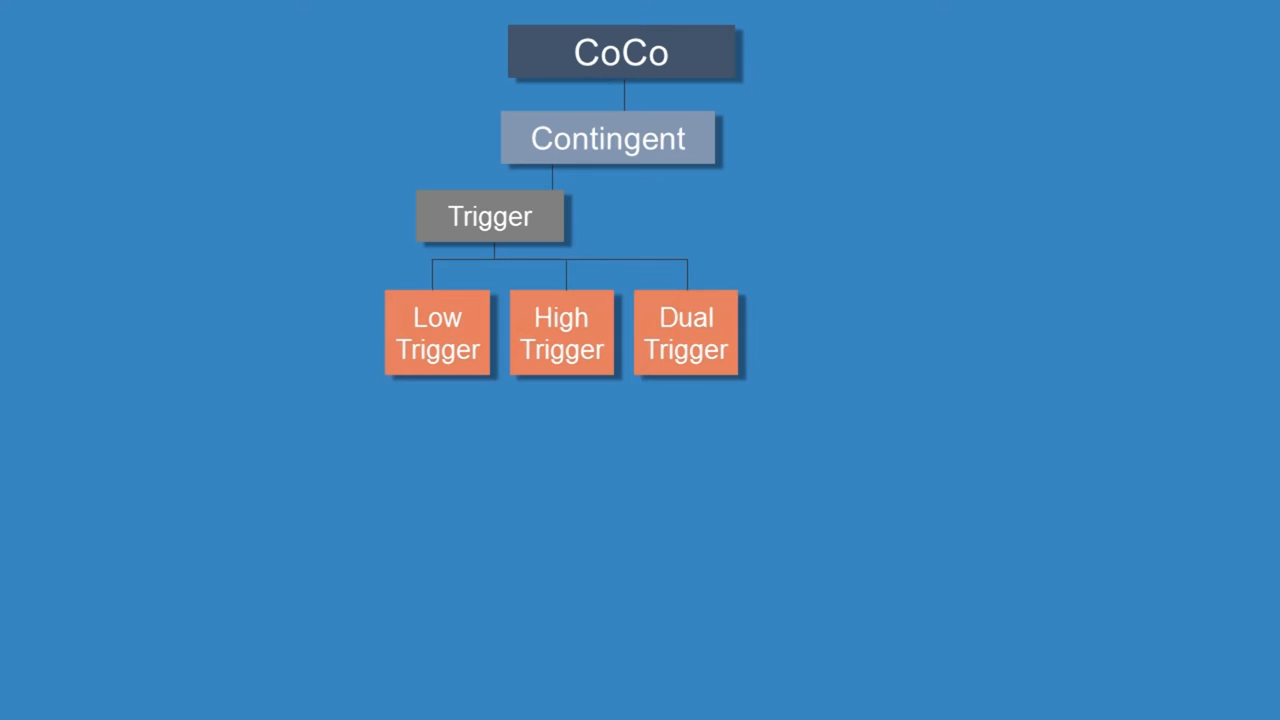 CoCo
Contingent
Trigger
Low
Trigger
High
Trigger
Dual
Trigger